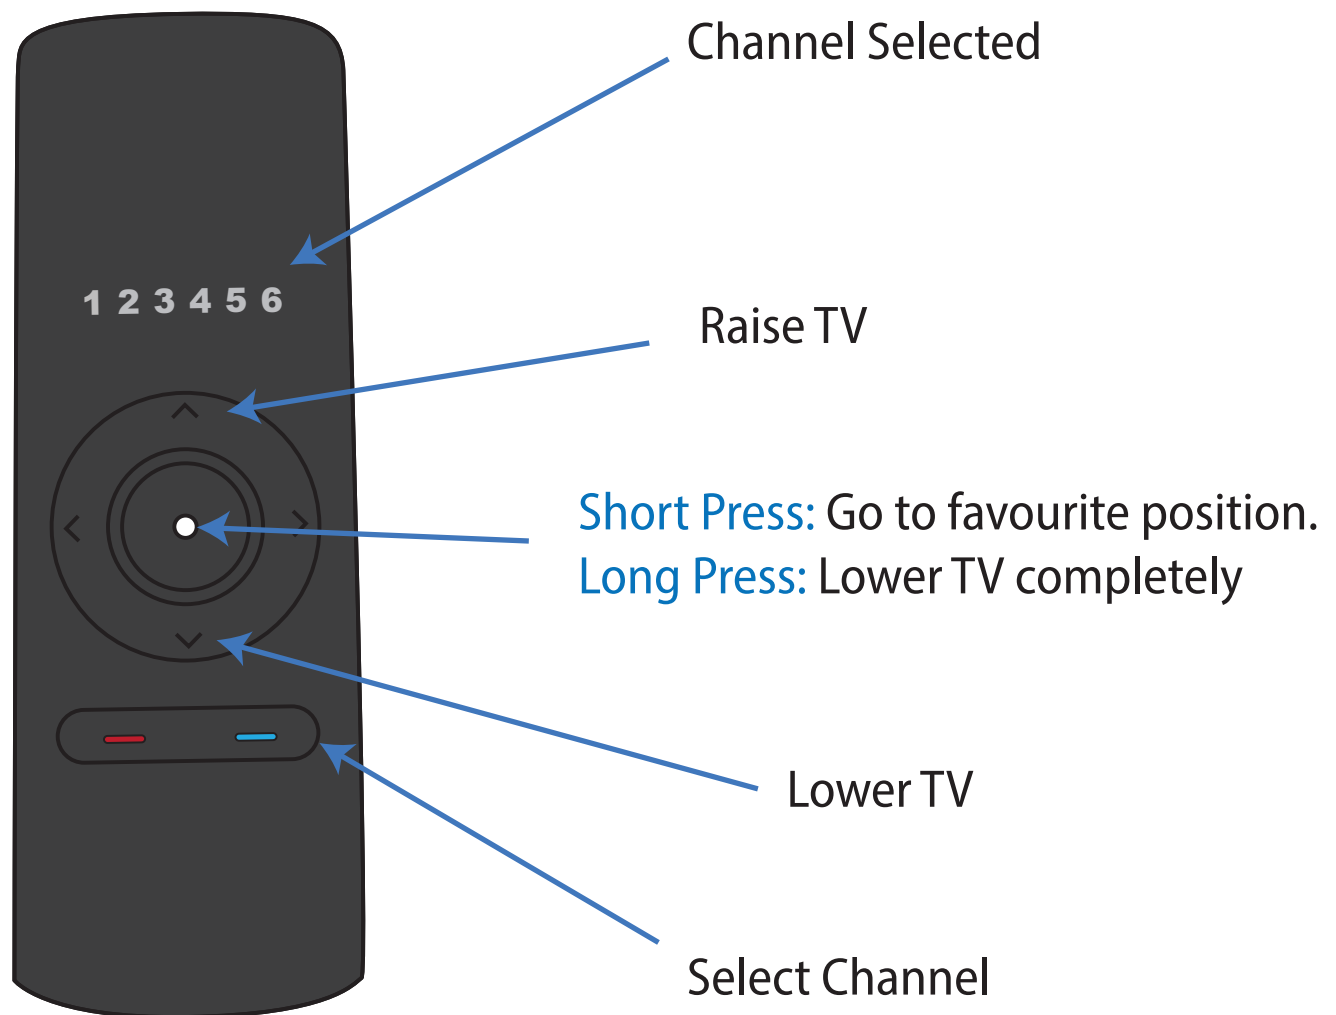 Channel Selected
1 2 3 4 5 6
Raise TV
Short Press: Go to favourite position.
Long Press: Lower TV completely
Lower TV
Select Channel